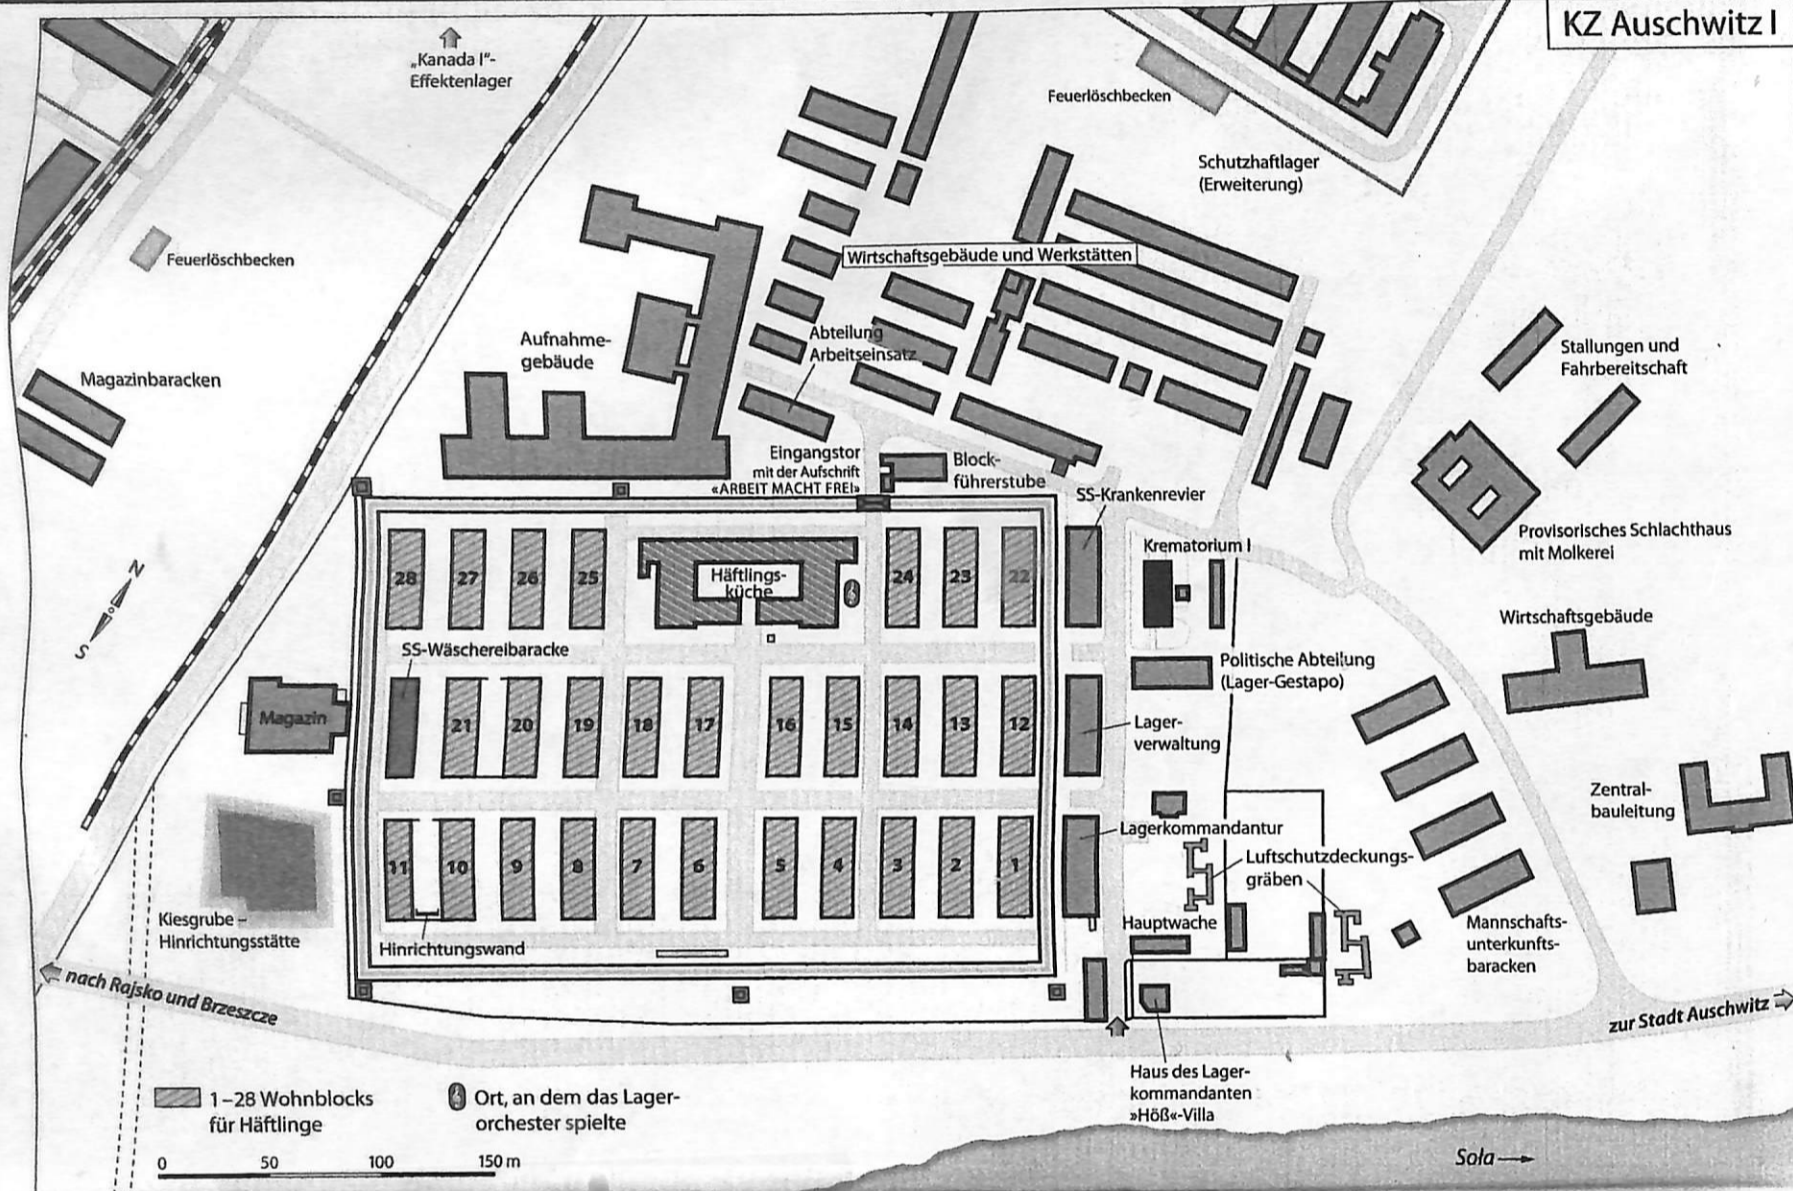 KZ Auschwitz I
„Kanada I"-
Effektenlager
Feuerlöschbecken
Schutzhaftlager
(Erweiterung)
Feuerlöschbecken
Wirtschaftsgebäude und Werkstätten
Aufnahme-
gebäude
Abteilung
Arbeitseinsatz
Stallungen und
Fahrbereitschaft
Magazinbaracken
Eingangstor
mit der Aufschrift
«ARBEIT MACHT FREI»
Block-
führerstube
SS-Krankenrevier
Provisorisches Schlachthaus
mit Molkerei
Krematorium I
N
S
28 27 26 25
Häftlings-
küche
24 23 22
SS-Wäschereibaracke
Politische Abteilung
(Lager-Gestapo)
Wirtschaftsgebäude
Magazin
21 20 19 18 17 16 15 14 13 12
Lager-
verwaltung
Zentral-
bauleitung
Lagerkommandantur
11 10 9 8 7 6 5 4 3 2 1
Luftschutzdeckungs-
gräben
Kiesgrube –
Hinrichtungsstätte
Hinrichtungswand
Hauptwache
Mannschafts-
unterkunfts-
baracken
nach Rajsko und Brzeszcze
zur Stadt Auschwitz
Haus des Lager-
kommandanten
»Höß«-Villa
1–28 Wohnblocks
für Häftlinge
Ort, an dem das Lager-
orchester spielte
0 50 100 150 m
Soła